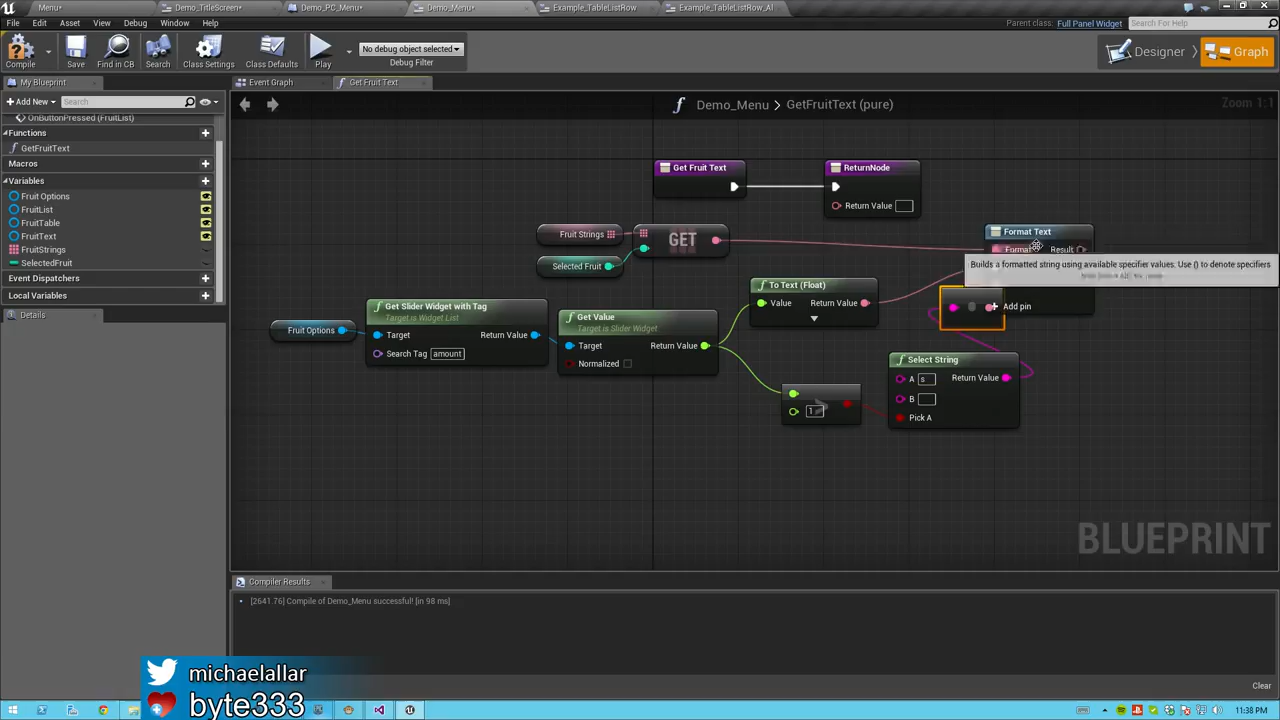 Menu*
Demo_TitleScreen*
Demo_PC_Menu*
Demo_Menu*
Example_TableListRow
Example_TableListRow_AI
File
Edit
Asset
View
Debug
Window
Help
Parent class: Full Panel Widget
Search For Help
Compile
Save
Find in CB
Search
Class Settings
Class Defaults
Play
No debug object selected
Debug Filter
Designer
Graph
My Blueprint
Event Graph
Get Fruit Text
Add New
Search
Demo_Menu > GetFruitText (pure)
Zoom 1:1
OnButtonPressed (FruitList)
Functions
GetFruitText
Macros
Variables
Fruit Options
FruitList
FruitTable
FruitText
FruitStrings
SelectedFruit
Event Dispatchers
Local Variables
Details
Get Fruit Text
ReturnNode
Return Value
Fruit Strings
GET
Selected Fruit
Format Text
Format
Result
Builds a formatted string using available specifier values. Use {} to denote specifiers
To Text (Float)
Value
Return Value
Add pin
Get Slider Widget with Tag
Target is Widget List
Fruit Options
Target
Return Value
Search Tag
amount
Get Value
Target is Slider Widget
Target
Return Value
Normalized
1
>
Select String
A
s
Return Value
B
Pick A
BLUEPRINT
Compiler Results
[2641.76] Compile of Demo_Menu successful! [in 98 ms]
Clear
michaelallar
byte333
11:38 PM